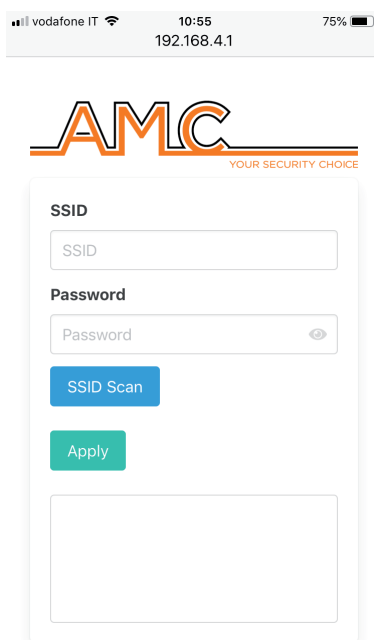 vodafone IT 10:55 75%
192.168.4.1
AMC
YOUR SECURITY CHOICE
SSID
SSID
Password
Password
SSID Scan
Apply